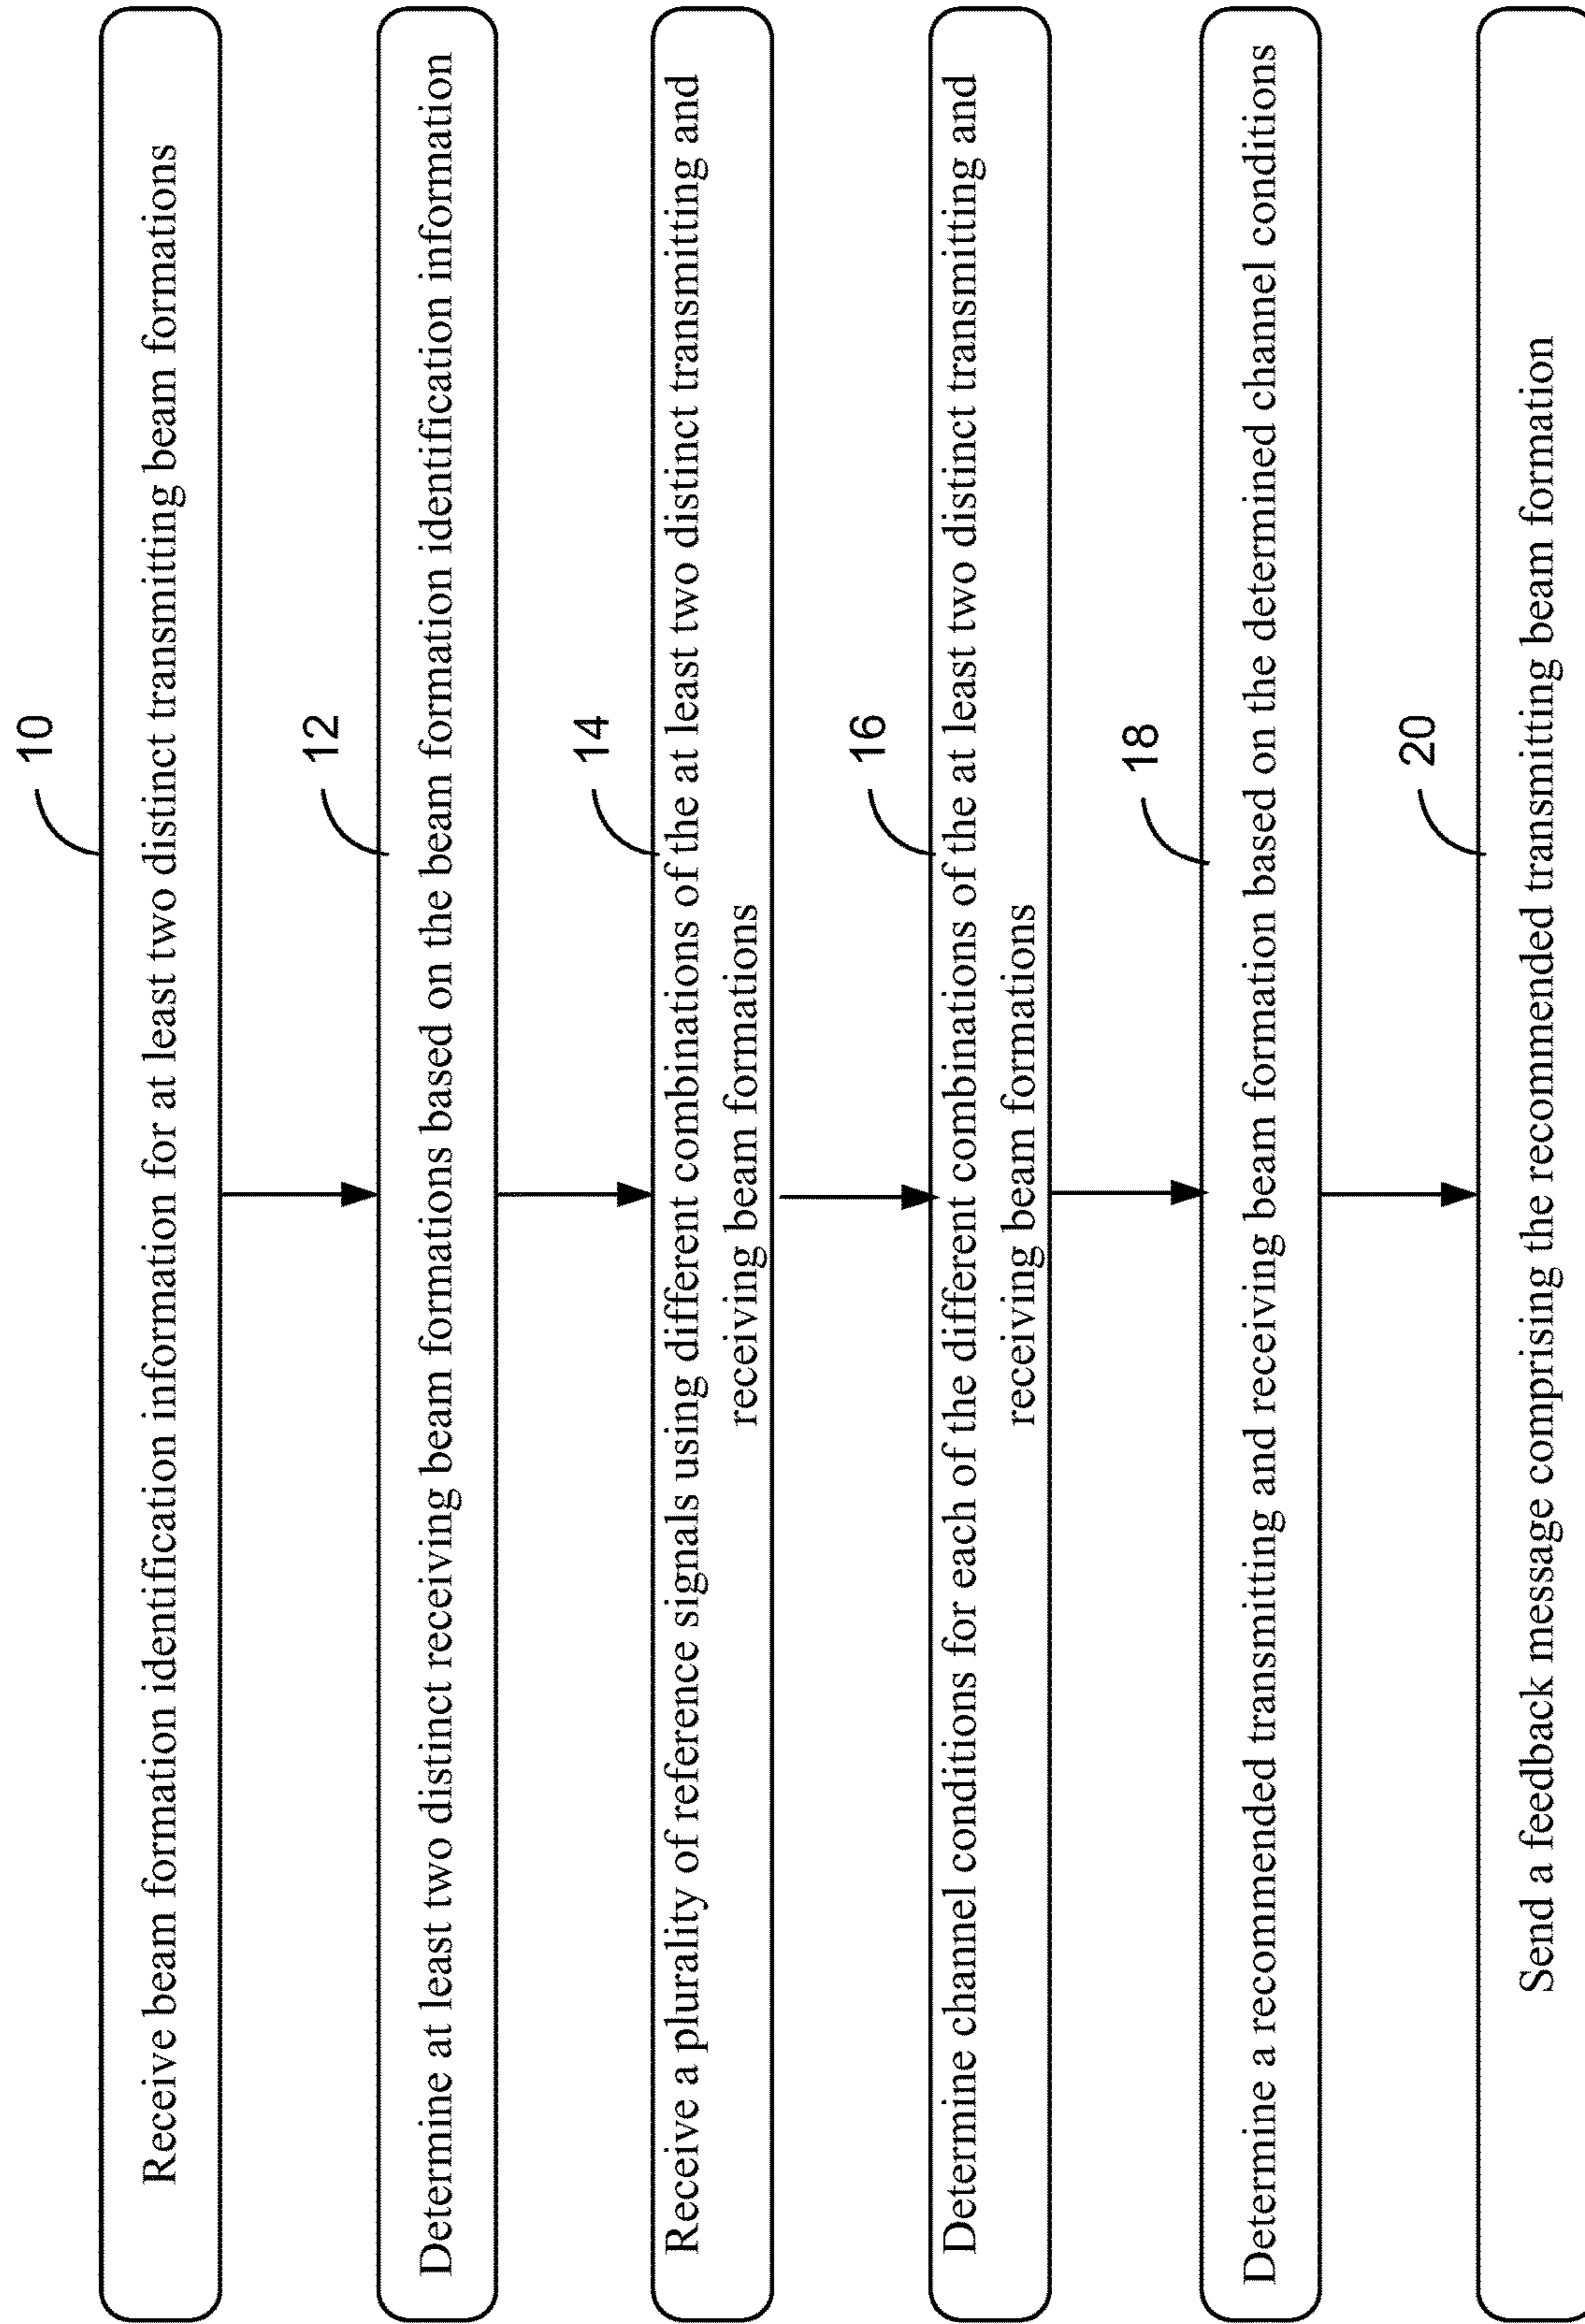 10
Receive beam formation identification information for at least two distinct transmitting beam formations
12
Determine at least two distinct receiving beam formations based on the beam formation identification information
14
Receive a plurality of reference signals using different combinations of the at least two distinct transmitting and
receiving beam formations
16
Determine channel conditions for each of the different combinations of the at least two distinct transmitting and
receiving beam formations
18
Determine a recommended transmitting and receiving beam formation based on the determined channel conditions
20
Send a feedback message comprising the recommended transmitting beam formation